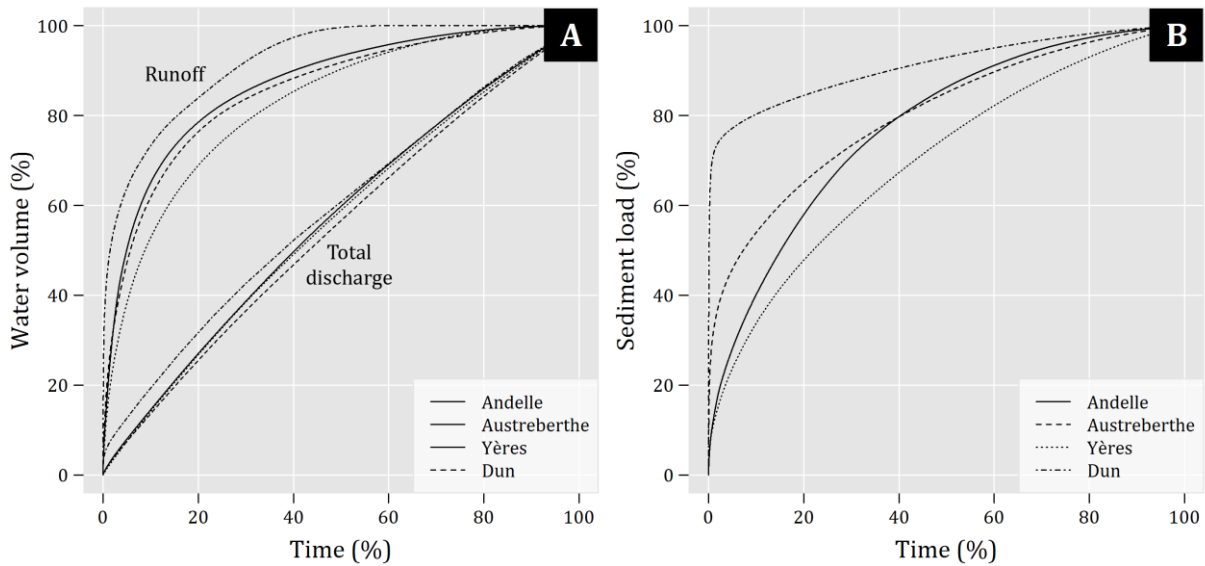 A
Water volume (%)
100
80
60
40
20
0
Runoff
Total
discharge
Andelle
Austreberthe
Yères
Dun
0 20 40 60 80 100
Time (%)
B
Sediment load (%)
100
80
60
40
20
0
Andelle
Austreberthe
Yères
Dun
0 20 40 60 80 100
Time (%)